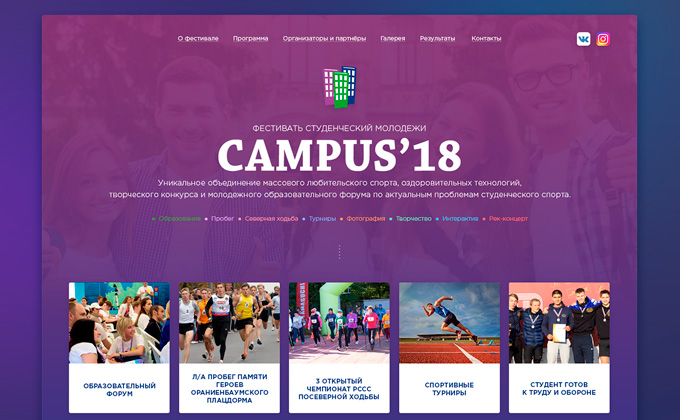 О фестивале Программа Организаторы и партнёры Галерея Результаты Контакты
ФЕСТИВАТЬ СТУДЕНЧЕСКИЙ МОЛОДЕЖИ
CAMPUS’18
Уникальное объединение массового любительского спорта, оздоровительных технологий,
творческого конкурса и молодежного образовательного форума по актуальным проблемам студенческого спорта.
Образование Пробег Северная ходьба Турниры Фотография Творчество Интерактив Рек-концерт
ОБРАЗОВАТЕЛЬНЫЙ
ФОРУМ
Л/А ПРОБЕГ ПАМЯТИ
ГЕРОЕВ
ОРАНИЕНБАУМСКОГО
ПЛАЦДОРМА
3 ОТКРЫТЫЙ
ЧЕМПИОНАТ РССС
ПОСЕВЕРНОЙ ХОДЬБЫ
СПОРТИВНЫЕ
ТУРНИРЫ
СТУДЕНТ ГОТОВ
К ТРУДУ И ОБОРОНЕ